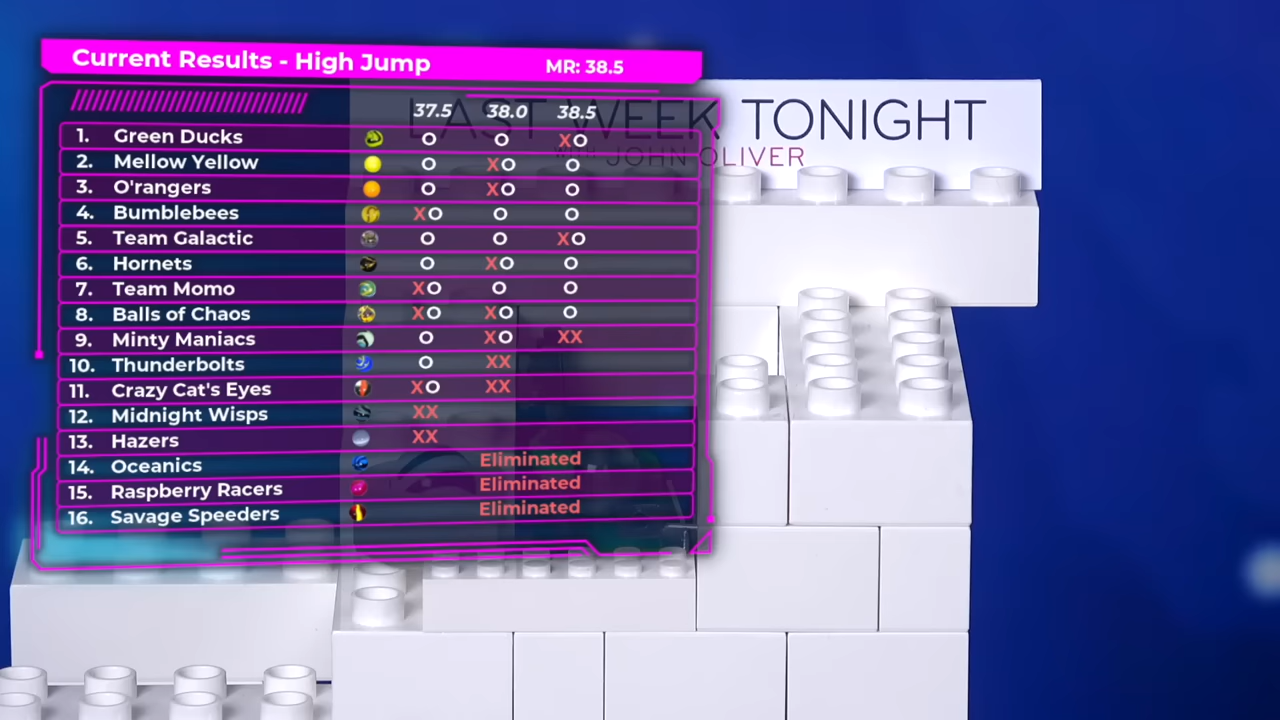 Current Results - High Jump MR: 38.5
37.5 38.0 38.5
LAST WEEK TONIGHT
WITH JOHN OLIVER
1. Green Ducks O O XO
2. Mellow Yellow O XO O
3. O'rangers O XO O
4. Bumblebees XO O O
5. Team Galactic O O XO
6. Hornets O XO O
7. Team Momo XO O O
8. Balls of Chaos XO XO O
9. Minty Maniacs O XO XX
10. Thunderbolts O XX
11. Crazy Cat's Eyes XO XX
12. Midnight Wisps XX
13. Hazers XX
14. Oceanics Eliminated
15. Raspberry Racers Eliminated
16. Savage Speeders Eliminated